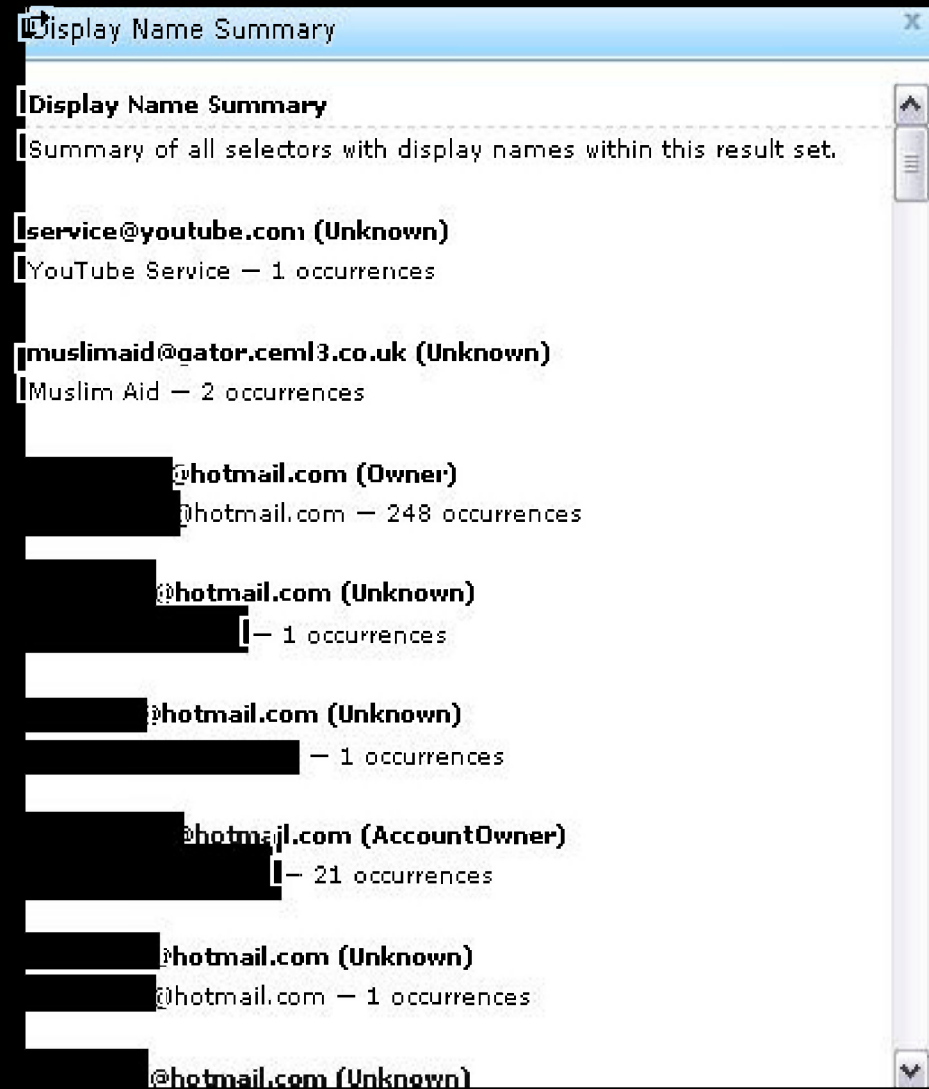 Display Name Summary
Display Name Summary
Summary of all selectors with display names within this result set.
service@youtube.com (Unknown)
YouTube Service — 1 occurrences
muslimaid@gator.ceml3.co.uk (Unknown)
Muslim Aid — 2 occurrences
@hotmail.com (Owner)
@hotmail.com — 248 occurrences
@hotmail.com (Unknown)
— 1 occurrences
@hotmail.com (Unknown)
— 1 occurrences
@hotmail.com (AccountOwner)
— 21 occurrences
@hotmail.com (Unknown)
@hotmail.com — 1 occurrences
@hotmail.com (Unknown)